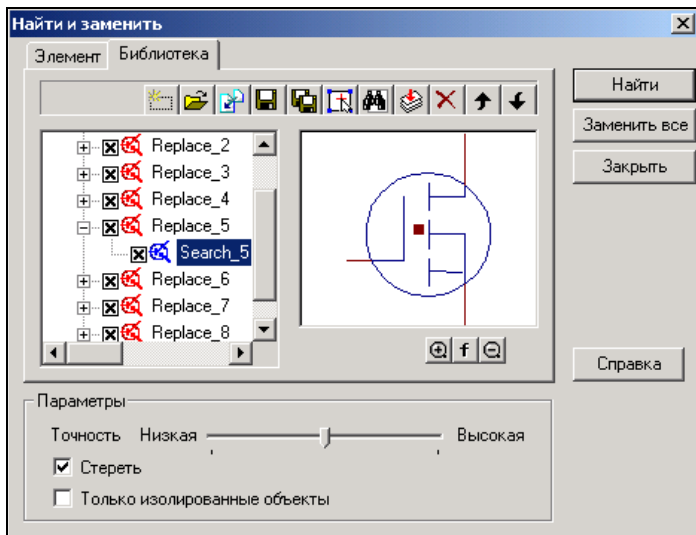 Найти и заменить
Элемент Библиотека
Найти
Заменить все
Закрыть
Replace_2
Replace_3
Replace_4
Replace_5
Search_5
Replace_6
Replace_7
Replace_8
f
Справка
Параметры
Точность Низкая Высокая
Стереть
Только изолированные объекты